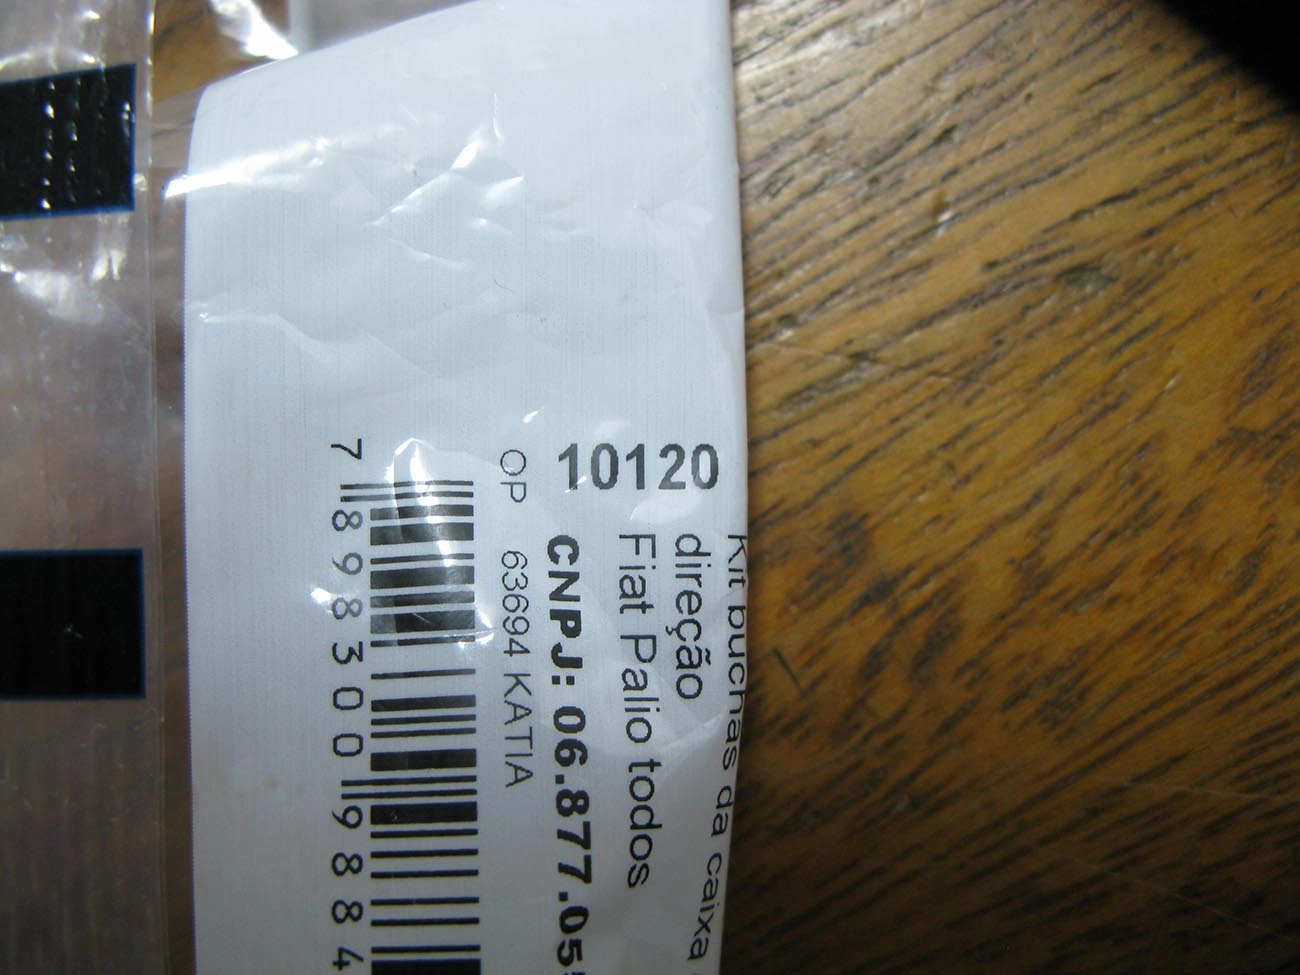 10120
Kit buchas da caixa
direção
Fiat Palio todos
CNPJ: 06.877.05
OP 63694 KATIA
7 898300 9884